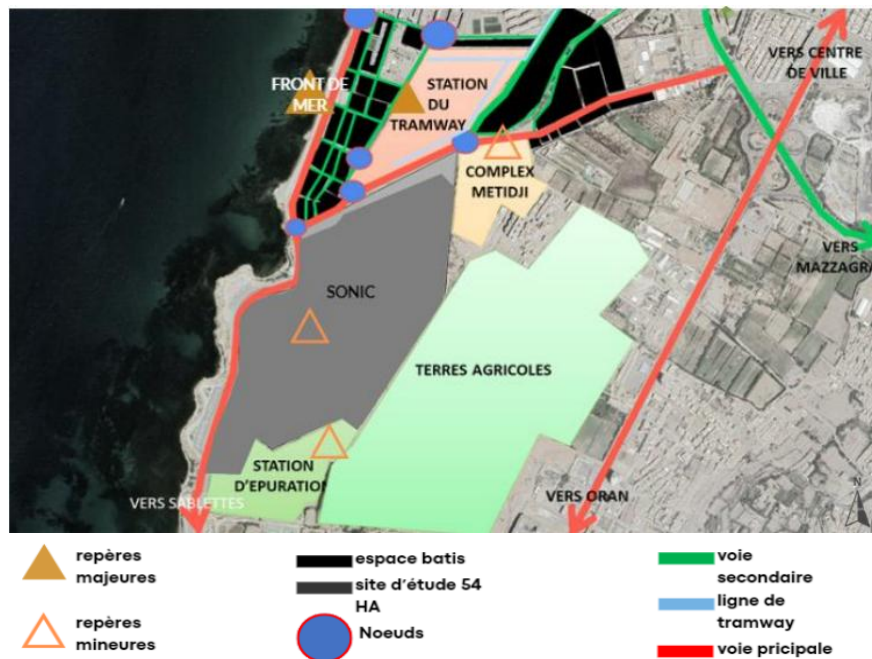 VERS CENTRE
DE VILLE
FRONT DE
MER
STATION
DU
TRAMWAY
COMPLEX
METIDJI
VERS
MAZZAGRA
SONIC
TERRES AGRICOLES
STATION
D'EPURATION
VERS SABLETTES
VERS ORAN
N
repères
majeures
espace batis
site d'étude 54
HA
voie
secondaire
ligne de
tramway
repères
mineures
Noeuds
voie pricipale